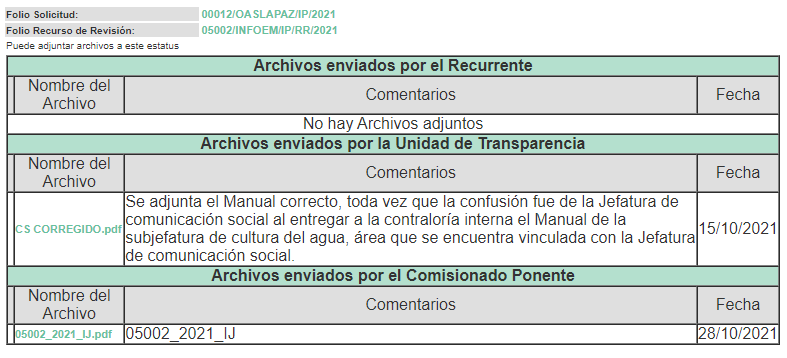 Folio Solicitud: 00012/OASLAPAZ/IP/2021
Folio Recurso de Revisión: 05002/INFOEM/IP/RR/2021
Puede adjuntar archivos a este estatus
Archivos enviados por el Recurrente
Nombre del Archivo Comentarios Fecha
No hay Archivos adjuntos
Archivos enviados por la Unidad de Transparencia
Nombre del Archivo Comentarios Fecha
CS CORREGIDO.pdf Se adjunta el Manual correcto, toda vez que la confusión fue de la Jefatura de
comunicación social al entregar a la contraloría interna el Manual de la
subjefatura de cultura del agua, área que se encuentra vinculada con la Jefatura
de comunicación social. 15/10/2021
Archivos enviados por el Comisionado Ponente
Nombre del Archivo Comentarios Fecha
05002_2021_IJ.pdf 05002_2021_IJ 28/10/2021